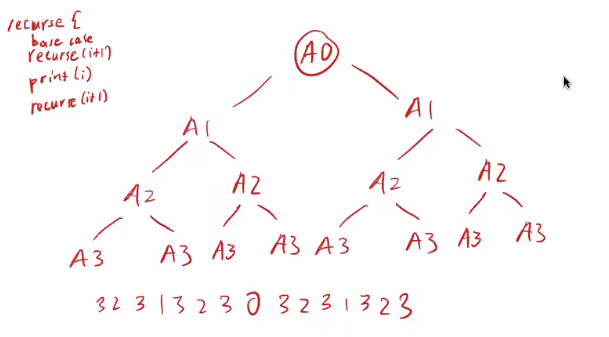 recurse {
base case
recurse(i+1)
print(i)
recurse(i+1)
A0
A1 A1
A2 A2 A2 A2
A3 A3 A3 A3 A3 A3 A3 A3
3 2 3 1 3 2 3 0 3 2 3 1 3 2 3